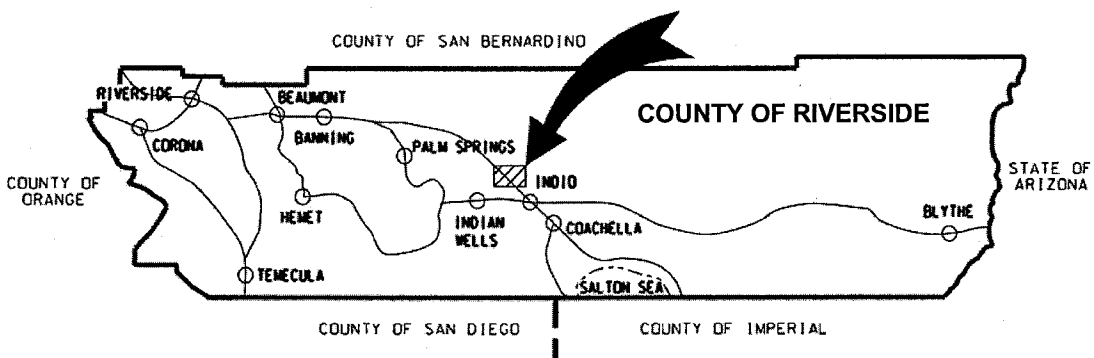 COUNTY OF SAN BERNARDINO
RIVERSIDE
BEAUMONT
COUNTY OF RIVERSIDE
CORONA
BANNING
PALM SPRINGS
COUNTY OF
ORANGE
STATE OF
ARIZONA
HEMET
INDIO
INDIAN
WELLS
COACHELLA
BLYTHE
TEMECULA
SALTON SEA
COUNTY OF SAN DIEGO
COUNTY OF IMPERIAL